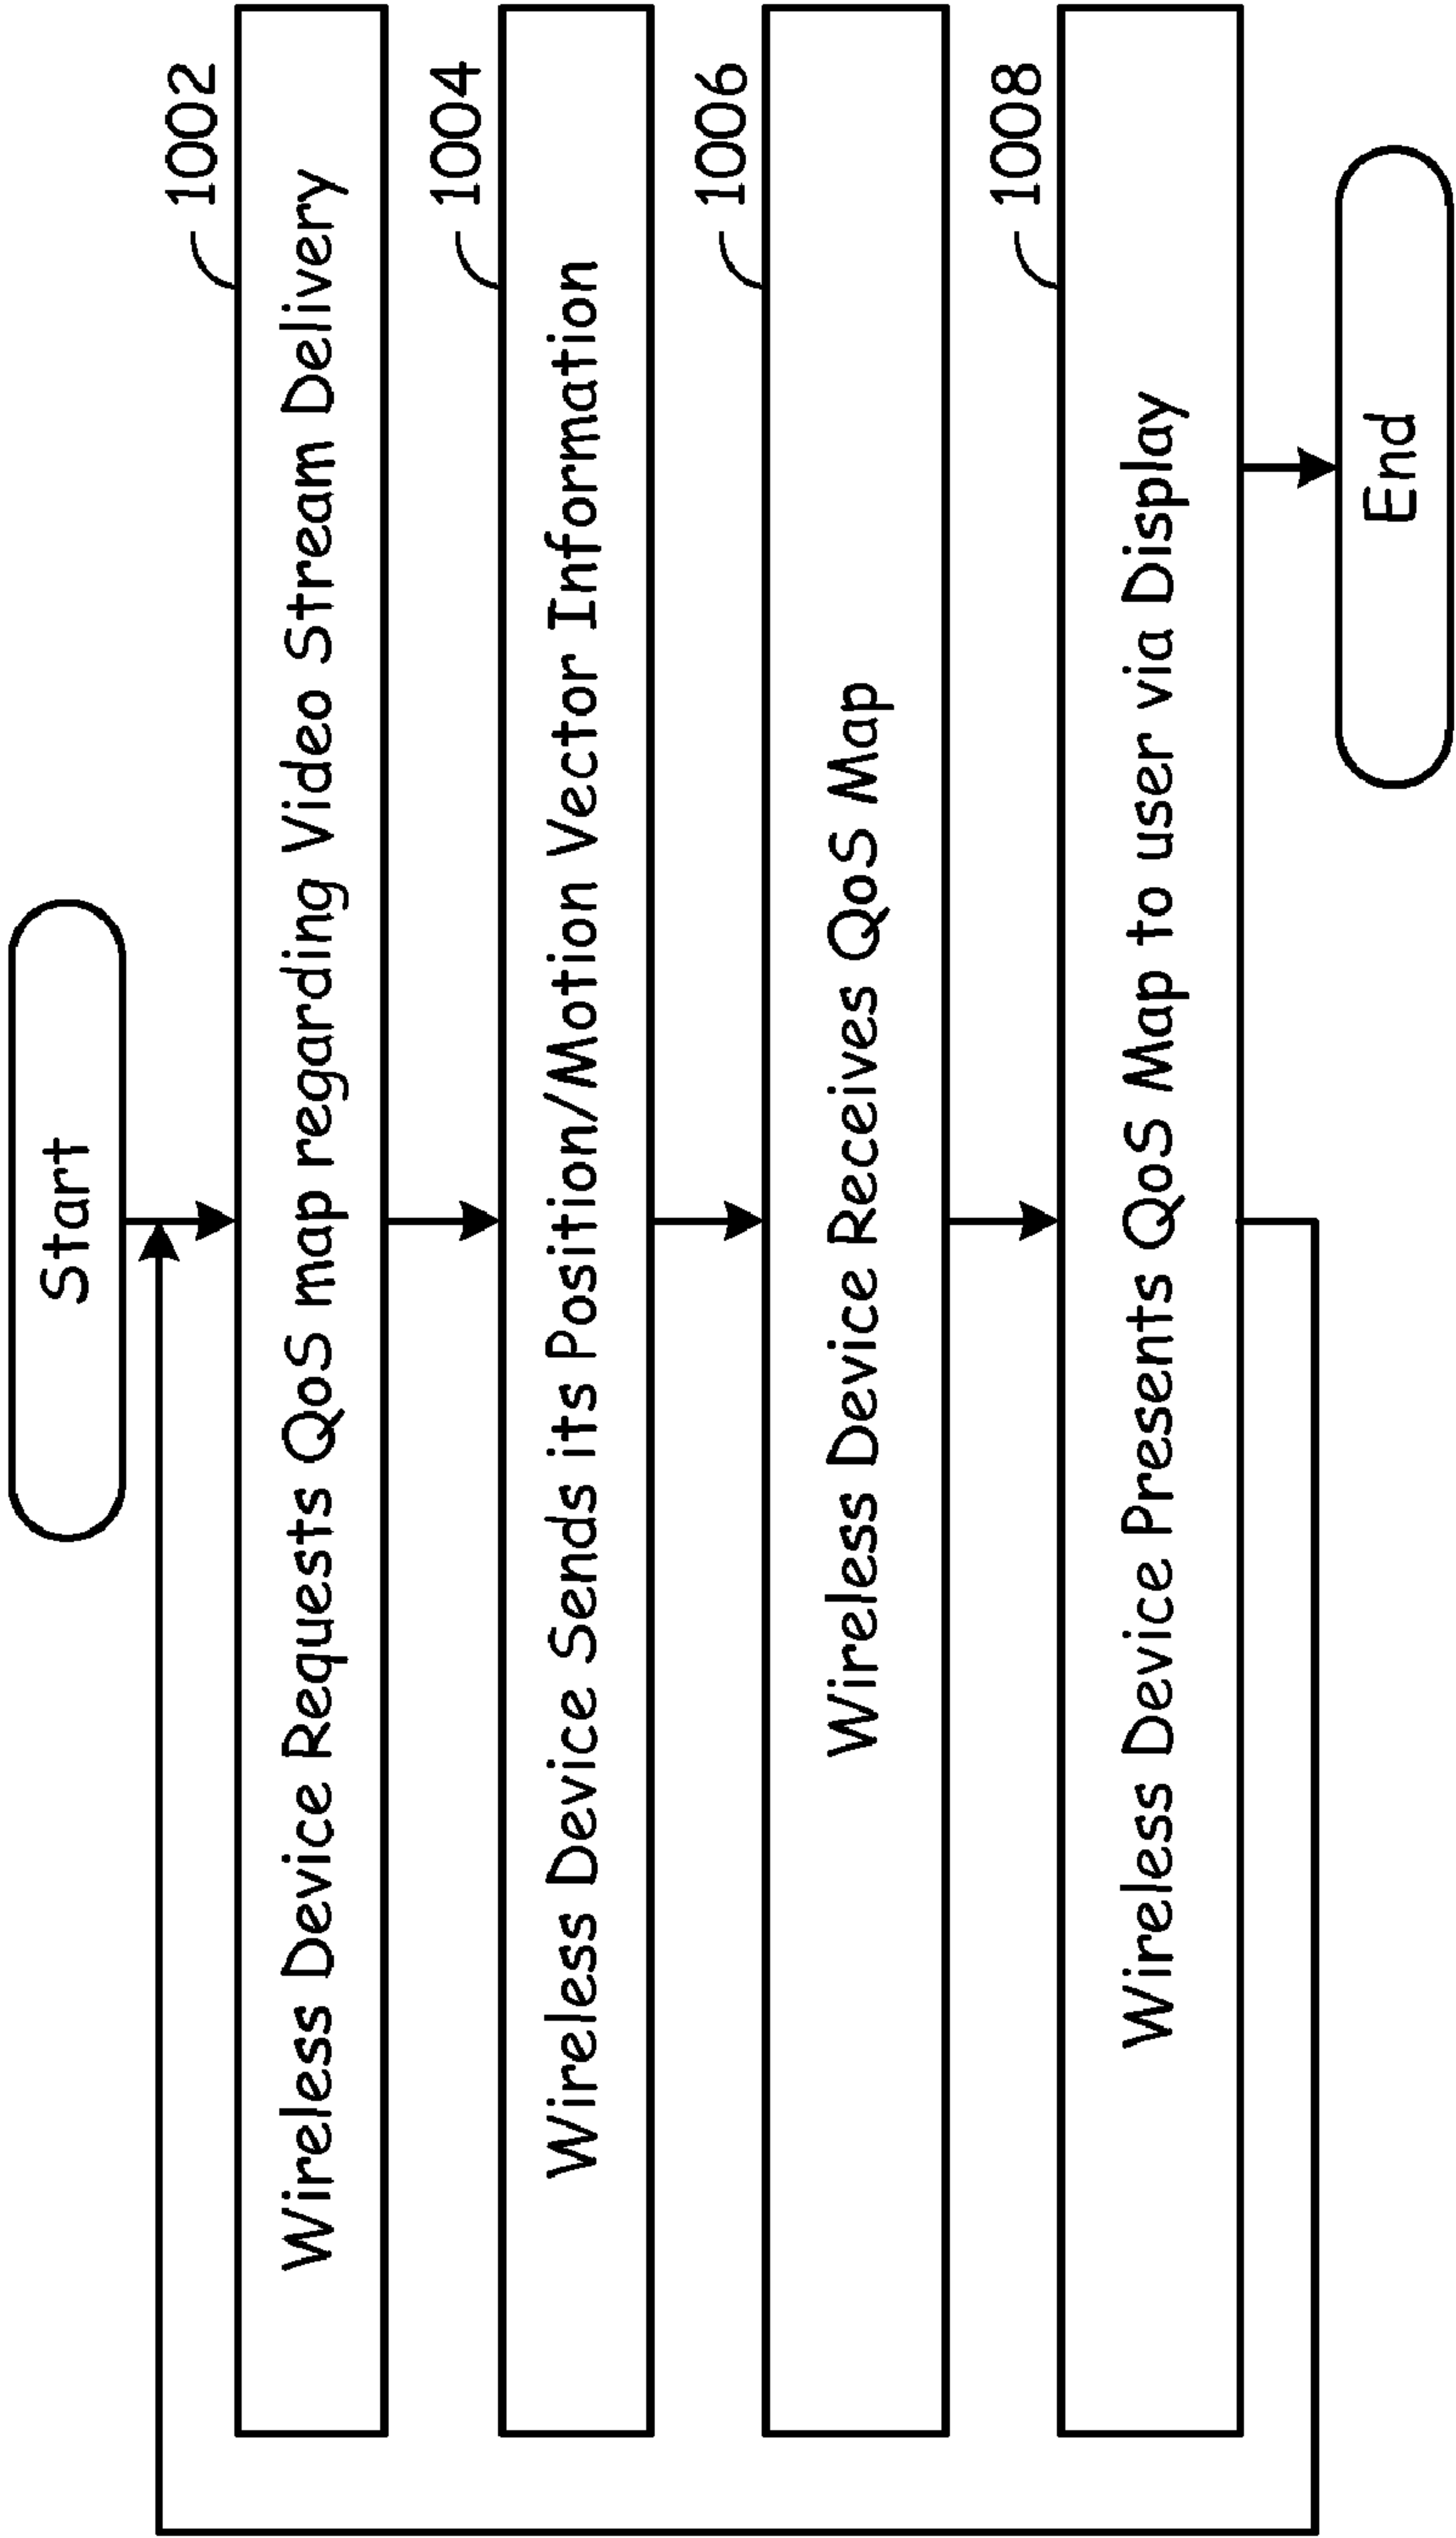 Start
1002
Wireless Device Requests QoS map regarding Video Stream Delivery
1004
Wireless Device Sends its Position/Motion Vector Information
1006
Wireless Device Receives QoS Map
1008
Wireless Device Presents QoS Map to user via Display
End